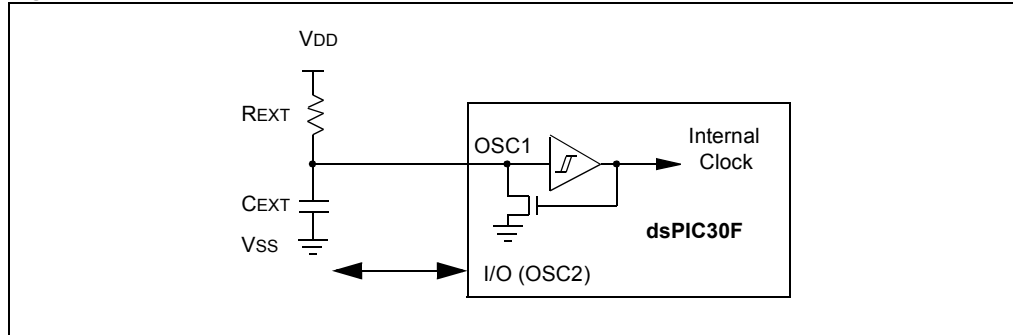 VDD
REXT
OSC1
Internal
Clock
CEXT
VSS
dsPIC30F
I/O (OSC2)